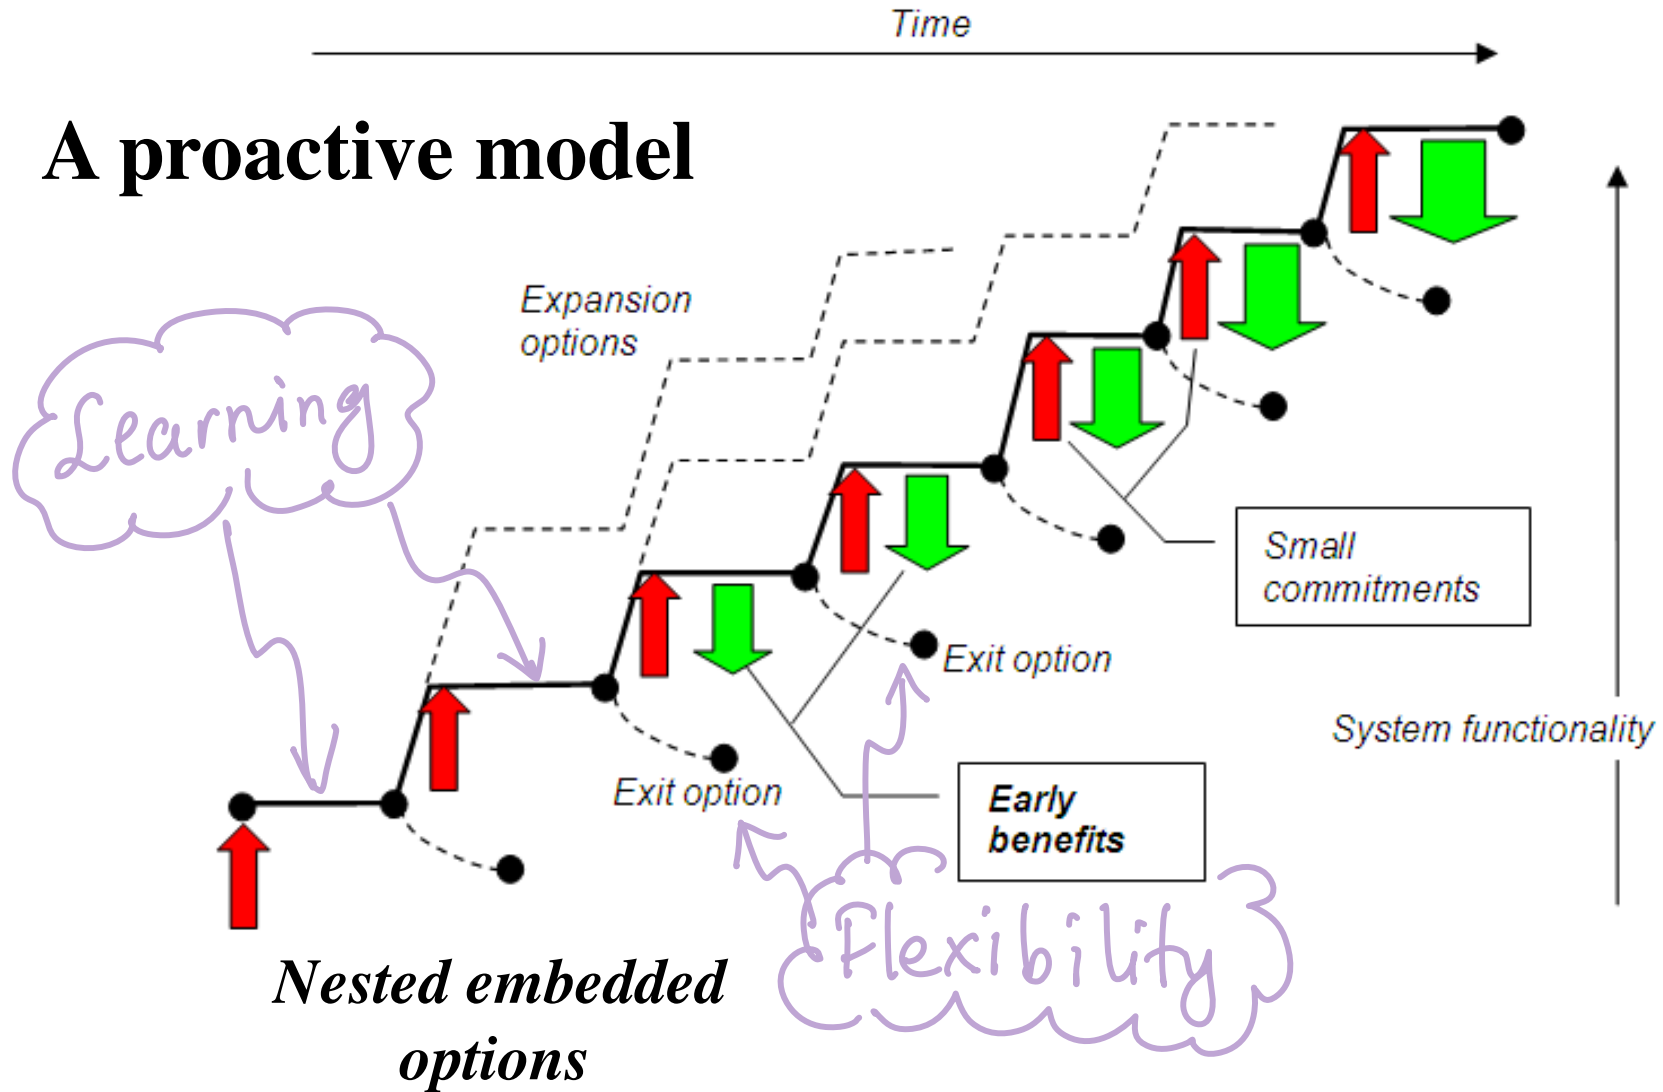 Time
A proactive model
Expansion
options
Learning
Small
commitments
Exit option
System functionality
Exit option
Early
benefits
Flexibility
Nested embedded
options